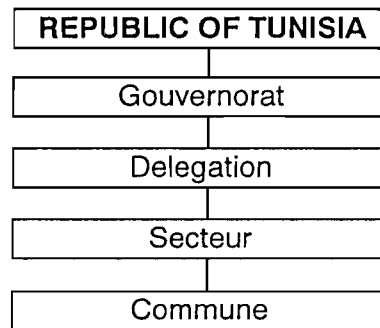 REPUBLIC OF TUNISIA
Gouvernorat
Delegation
Secteur
Commune